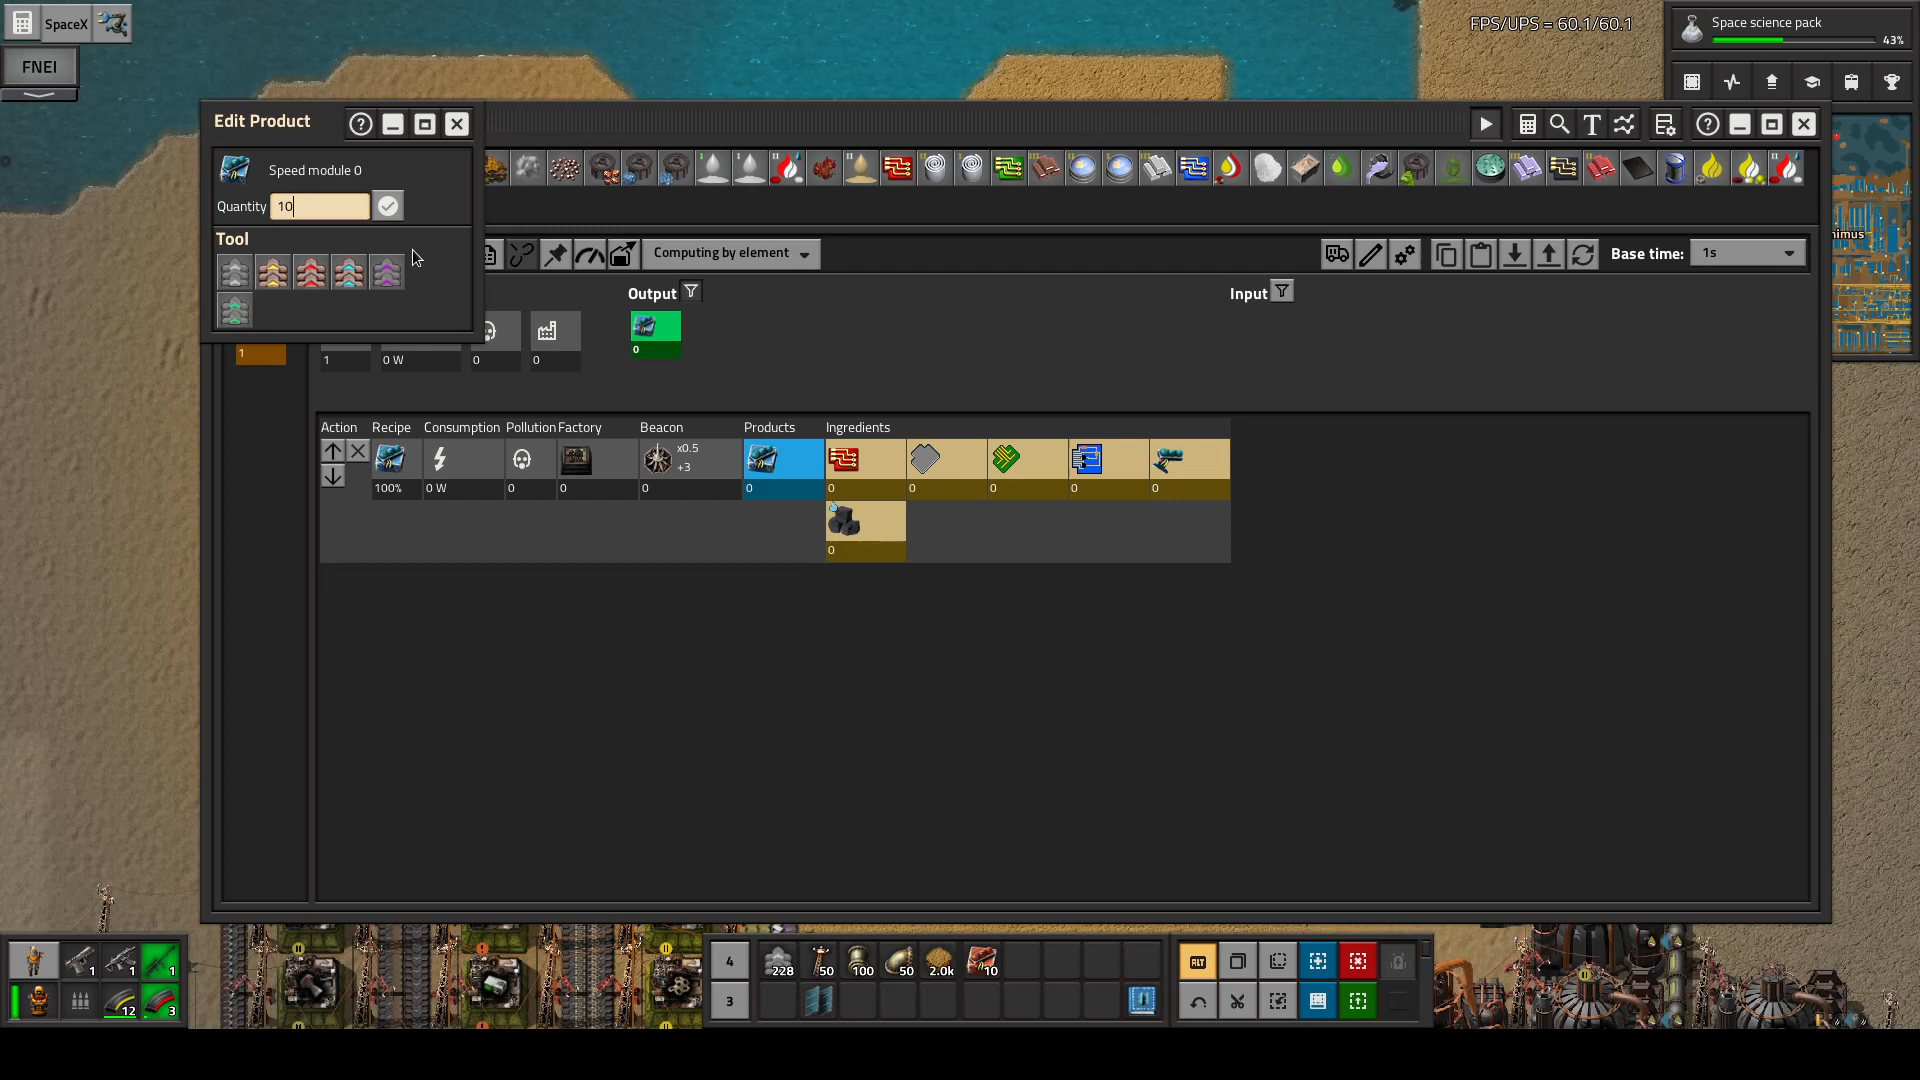 SpaceX
FPS/UPS = 60.1/60.1
Space science pack
43%
FNEI
Edit Product
Speed module 0
Quantity 10
Tool
Computing by element
Base time: 1s
Output
Input
1
1
0 W
0
0
0
Action Recipe Consumption Pollution Factory Beacon Products Ingredients
x0.5
+3
100% 0 W 0 0 0 0 0 0 0 0 0
0
4
228 50 100 50 2.0k 10
ALT
3
1 1 1
12 3